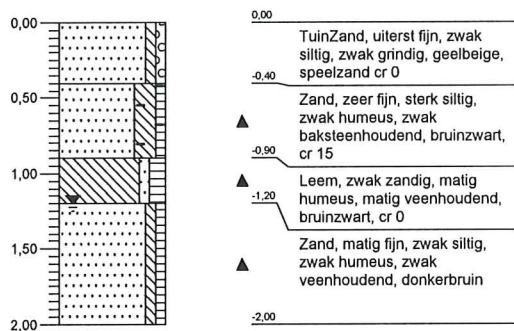 0,00
0,50
1,00
1,50
2,00
0,00
TuinZand, uiterst fijn, zwak
siltig, zwak grindig, geelbeige,
speelzand cr 0
-0,40
Zand, zeer fijn, sterk siltig,
zwak humeus, zwak
baksteenhoudend, bruinzwart,
cr 15
-0,90
Leem, zwak zandig, matig
humeus, matig veenhoudend,
bruinzwart, cr 0
-1,20
Zand, matig fijn, zwak siltig,
zwak humeus, zwak
veenhoudend, donkerbruin
-2,00